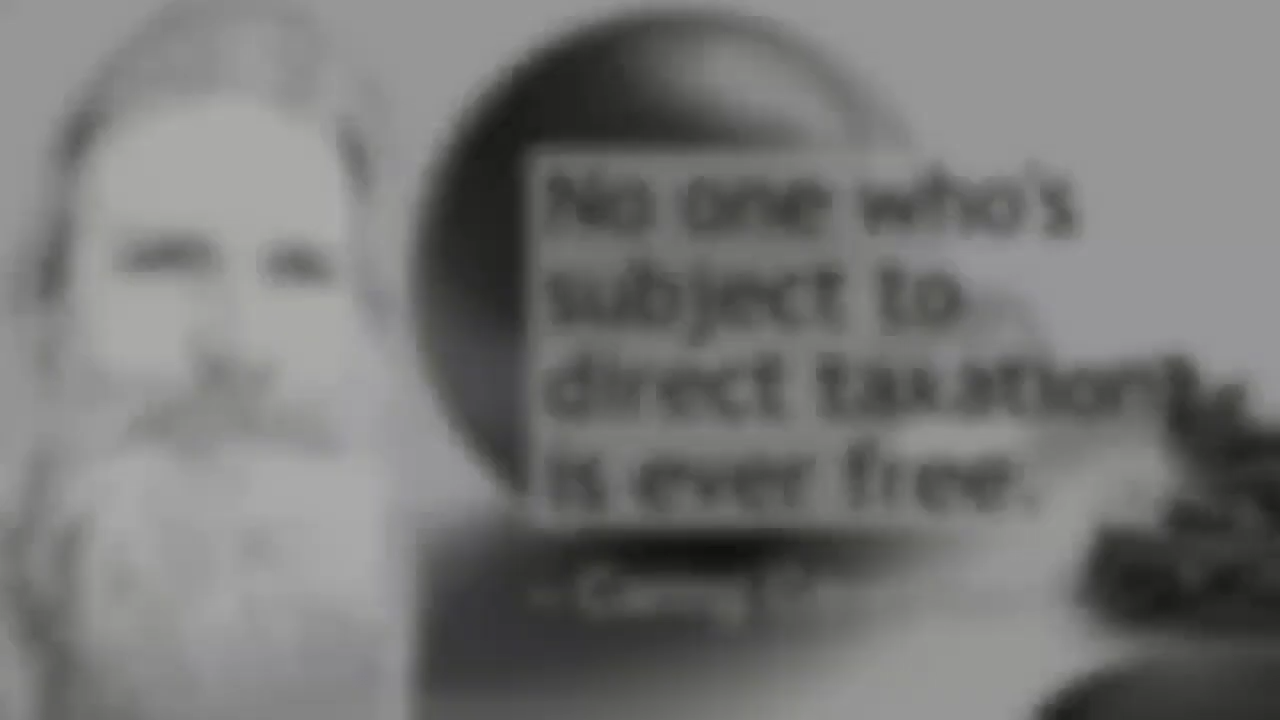 No one who's
subject to
direct taxation
is ever free.